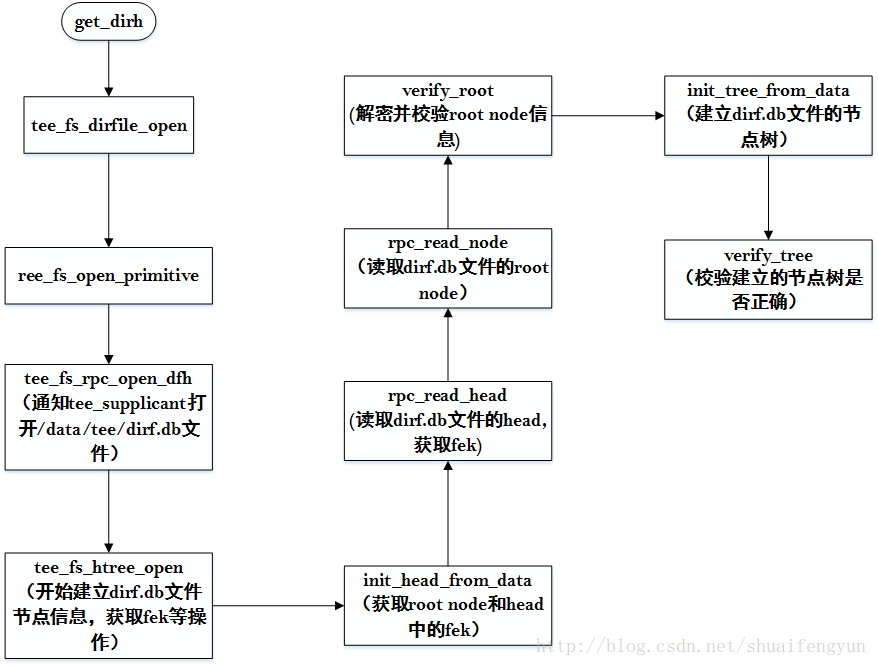 get_dirh
tee_fs_dirfile_open
ree_fs_open_primitive
tee_fs_rpc_open_dfh
（通知tee_supplicant打
开/data/tee/dirf.db文
件）
tee_fs_htree_open
（开始建立dirf.db文件
节点信息，获取fek等操
作）
init_head_from_data
（获取root node和head
中的fek）
rpc_read_head
(读取dirf.db文件的head，
获取fek)
rpc_read_node
（读取dirf.db文件的root
node）
verify_root
(解密并校验root node信
息)
init_tree_from_data
（建立dirf.db文件的节
点树）
verify_tree
（校验建立的节点树是
否正确）
http://blog.csdn.net/shuaifengyun